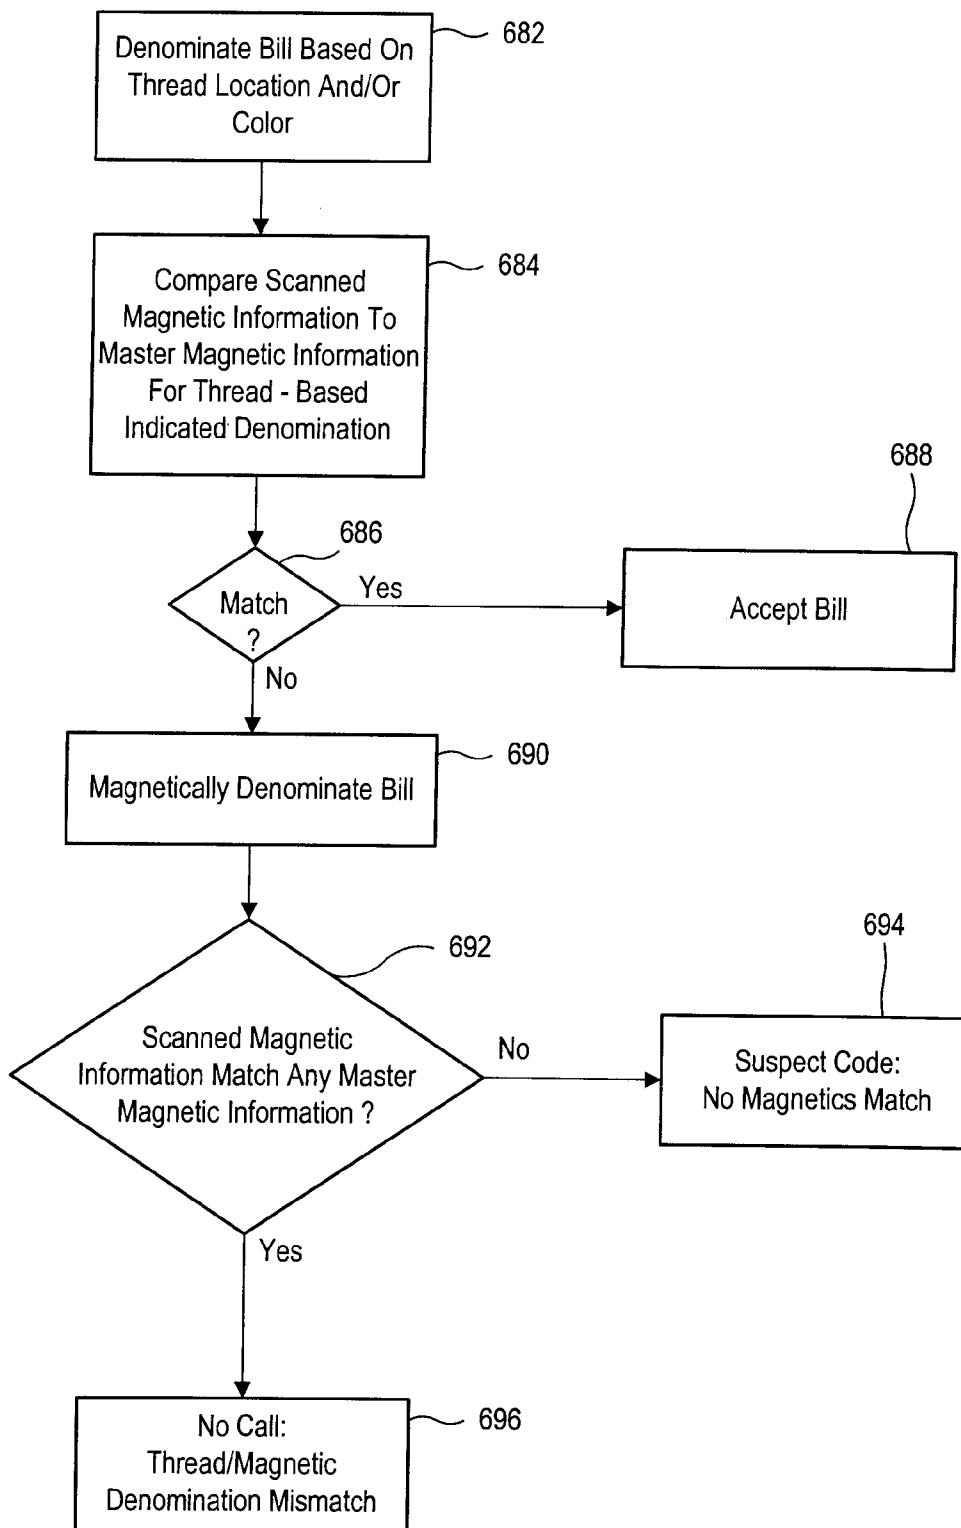 Denominate Bill Based On
Thread Location And/Or
Color
682
Compare Scanned
Magnetic Information To
Master Magnetic Information
For Thread - Based
Indicated Denomination
684
686
Match
?
Yes
688
Accept Bill
No
Magnetically Denominate Bill
690
692
Scanned Magnetic
Information Match Any Master
Magnetic Information ?
No
694
Suspect Code:
No Magnetics Match
Yes
No Call:
Thread/Magnetic
Denomination Mismatch
696